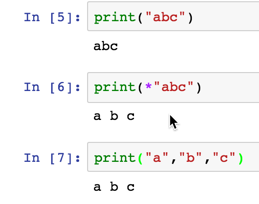 In [5]: print("abc")
abc
In [6]: print(*"abc")
a b c
In [7]: print("a","b","c")
a b c